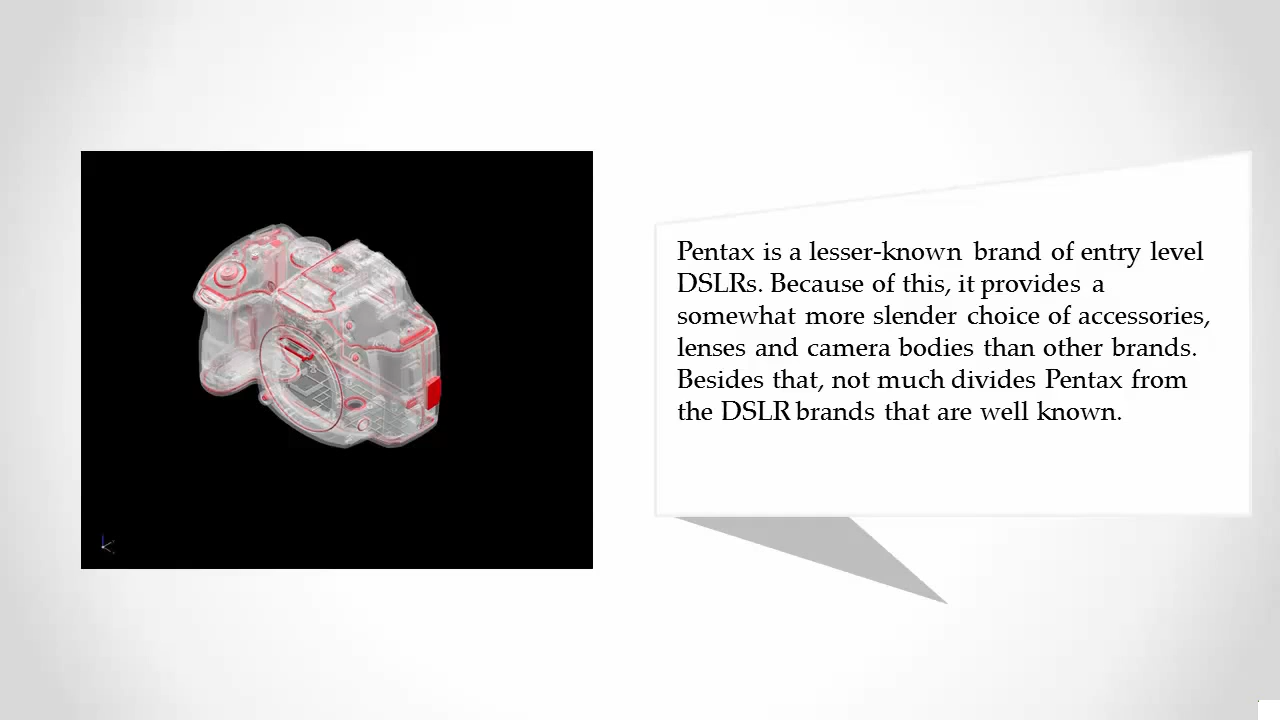 Pentax is a lesser-known brand of entry level
DSLRs. Because of this, it provides a
somewhat more slender choice of accessories,
lenses and camera bodies than other brands.
Besides that, not much divides Pentax from
the DSLR brands that are well known.